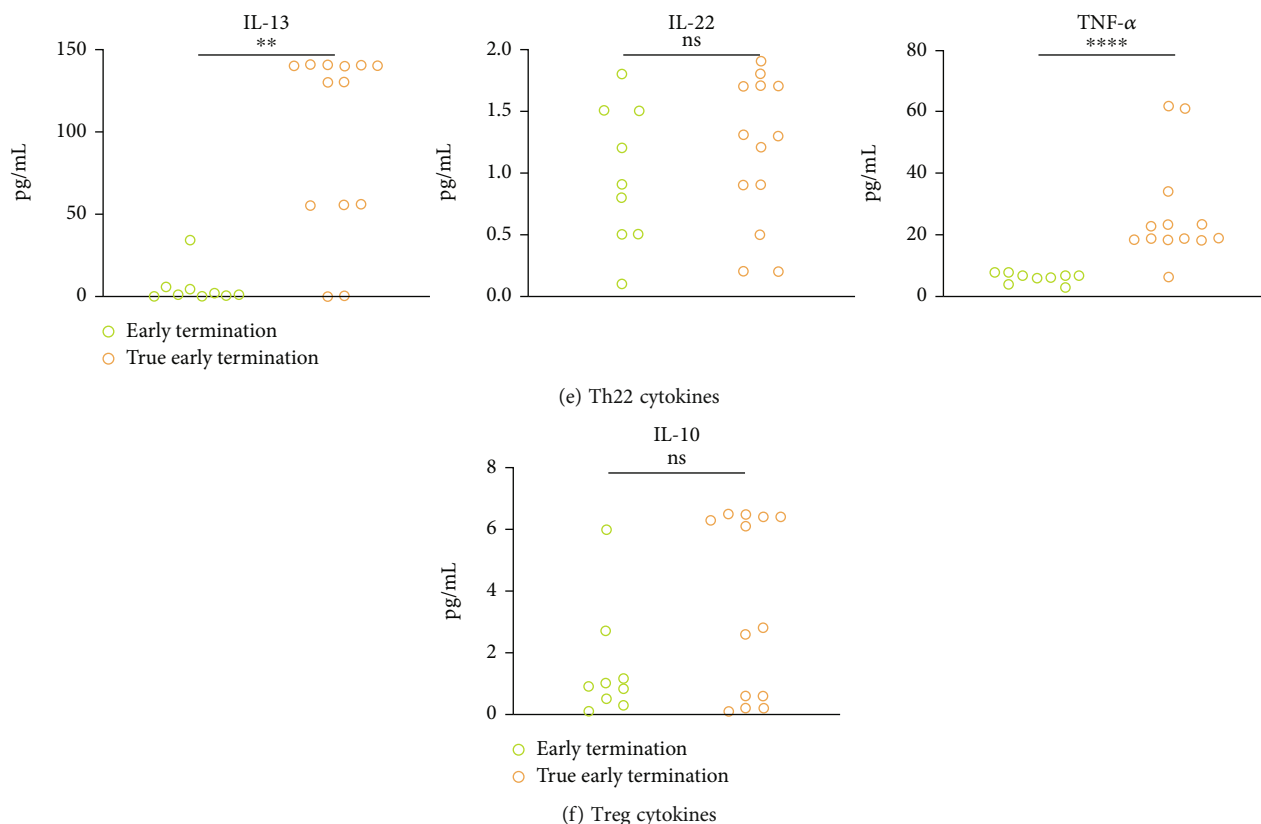 IL-13
**
150
100
50
0
pg/mL
IL-22
ns
2.0
1.5
1.0
0.5
0.0
pg/mL
TNF-α
****
80
60
40
20
0
pg/mL
Early termination
True early termination
(e) Th22 cytokines
IL-10
ns
8
6
4
2
0
pg/mL
Early termination
True early termination
(f) Treg cytokines